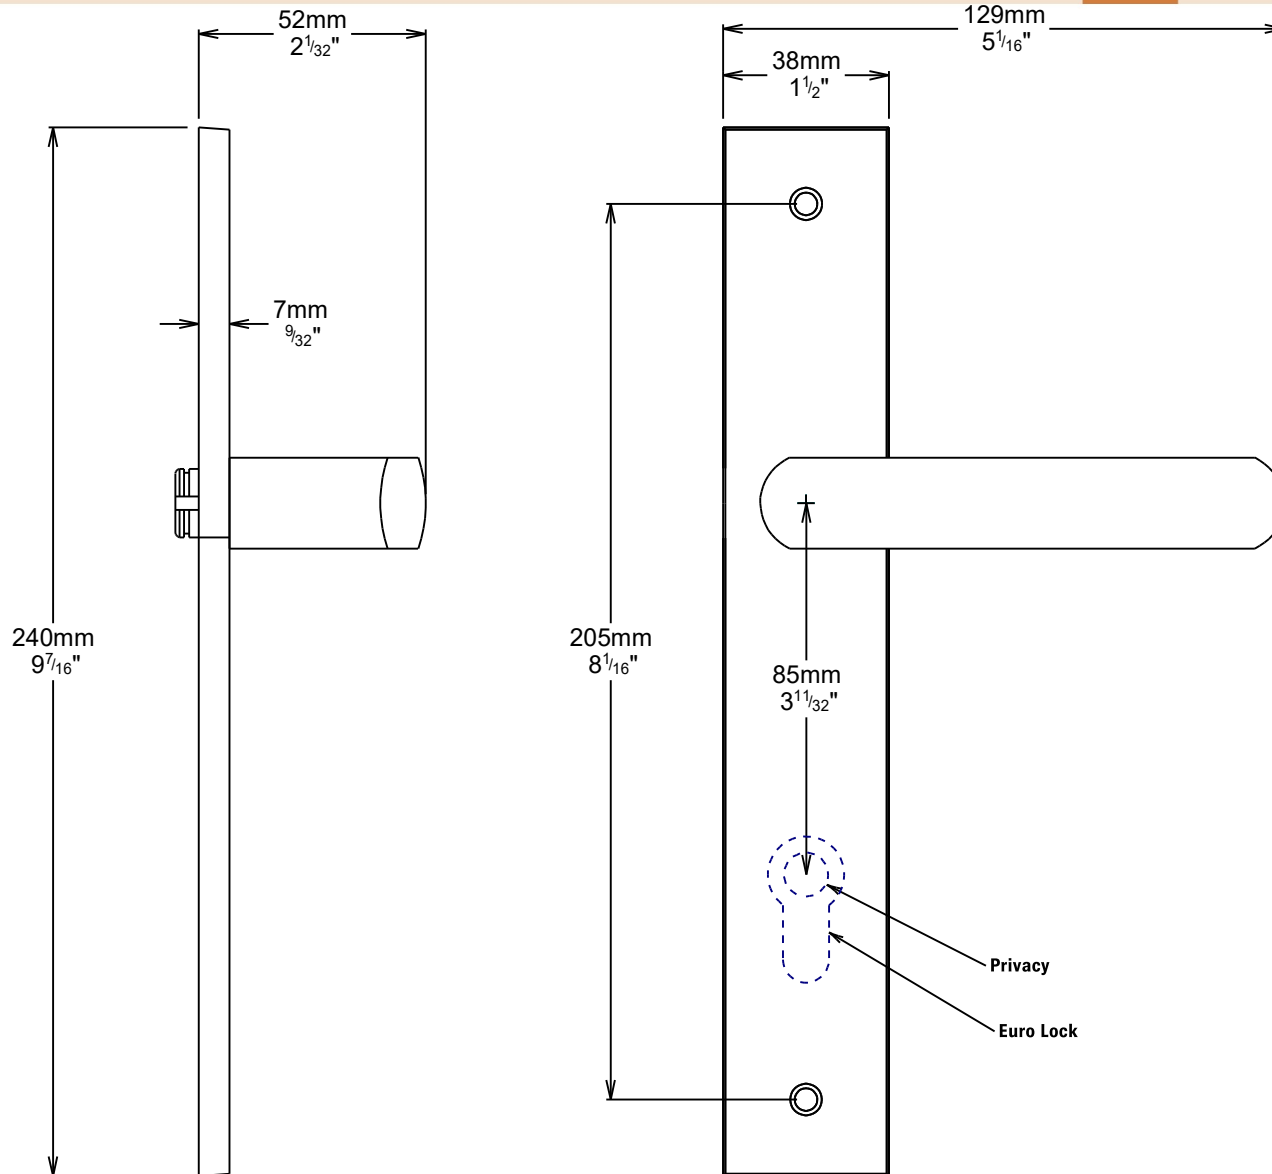 52mm
2 1/32"
129mm
5 1/16"
38mm
1 1/2"
7mm
9/32"
240mm
9 7/16"
205mm
8 1/16"
85mm
3 11/32"
Privacy
Euro Lock